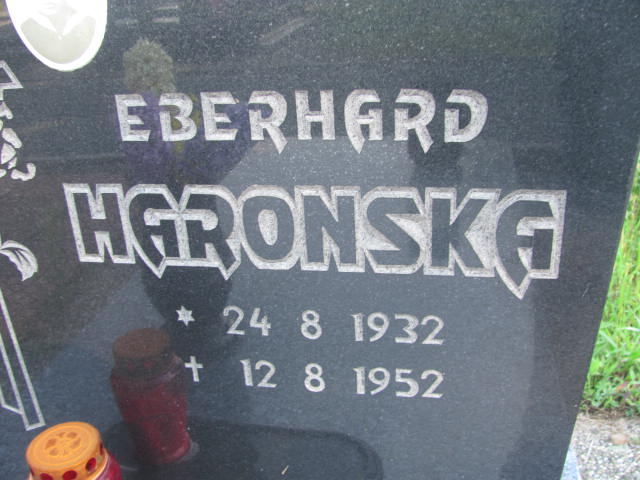 EBERHARD
HARONSKA
* 24 8 1932
+ 12 8 1952